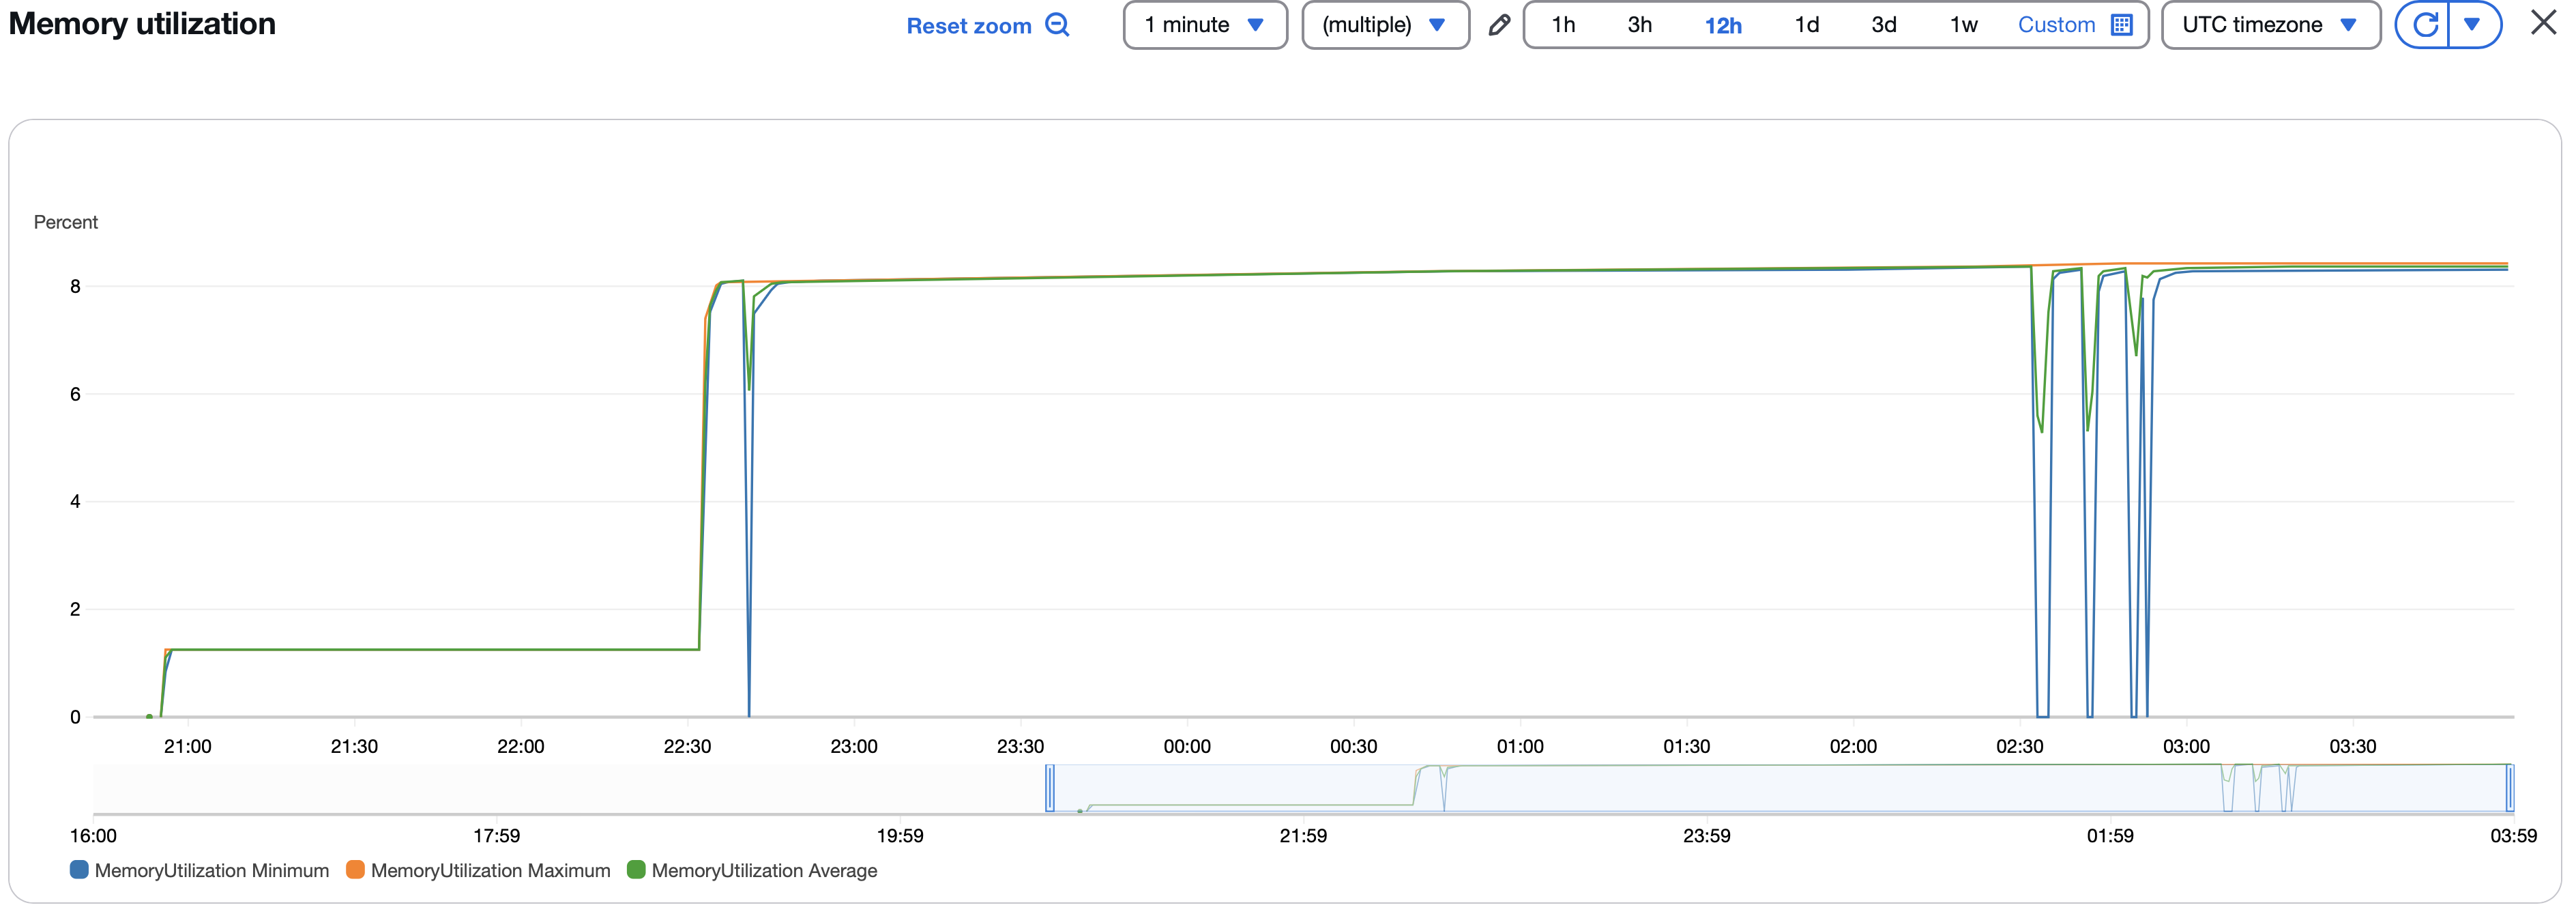 Memory utilization
Reset zoom 1 minute (multiple) 1h 3h 12h 1d 3d 1w Custom UTC timezone
Percent
8
6
4
2
0
21:00 21:30 22:00 22:30 23:00 23:30 00:00 00:30 01:00 01:30 02:00 02:30 03:00 03:30
16:00 17:59 19:59 21:59 23:59 01:59 03:59
MemoryUtilization Minimum MemoryUtilization Maximum MemoryUtilization Average